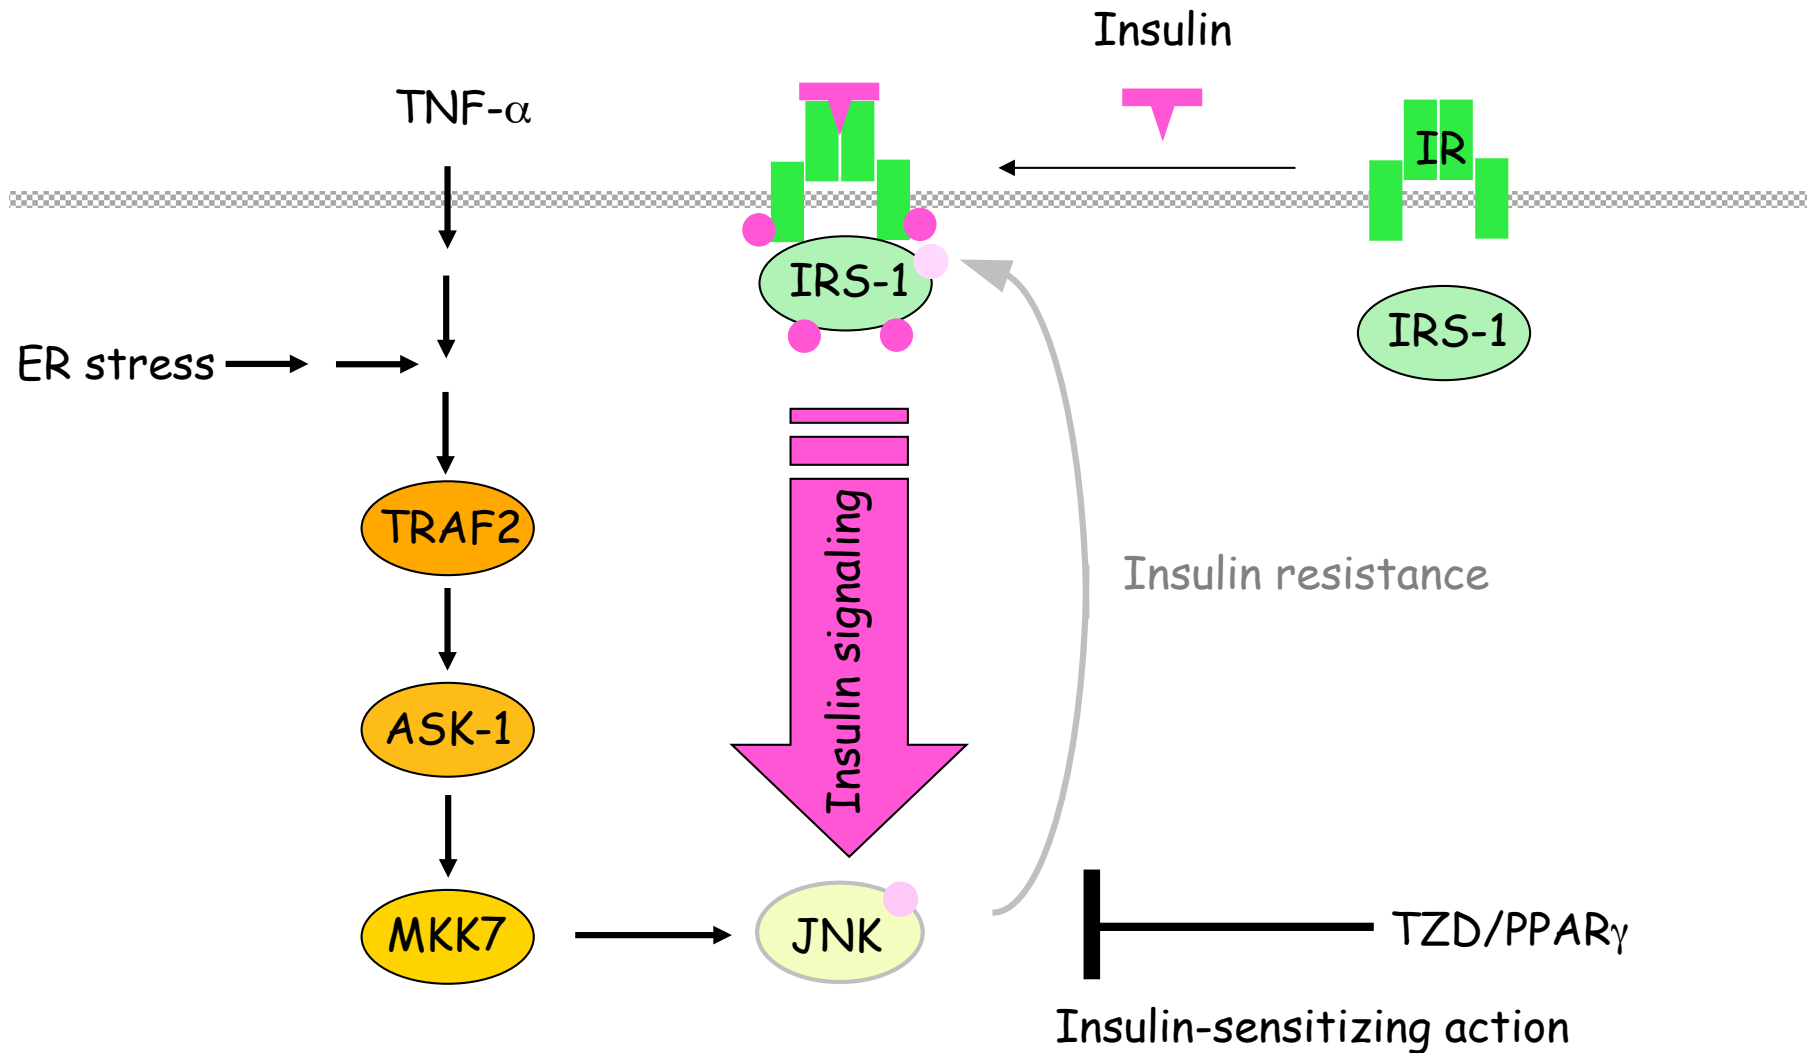 Insulin
TNF-α
IR
IRS-1
IRS-1
ER stress
TRAF2
Insulin signaling
Insulin resistance
ASK-1
MKK7
JNK
TZD/PPARγ
Insulin-sensitizing action